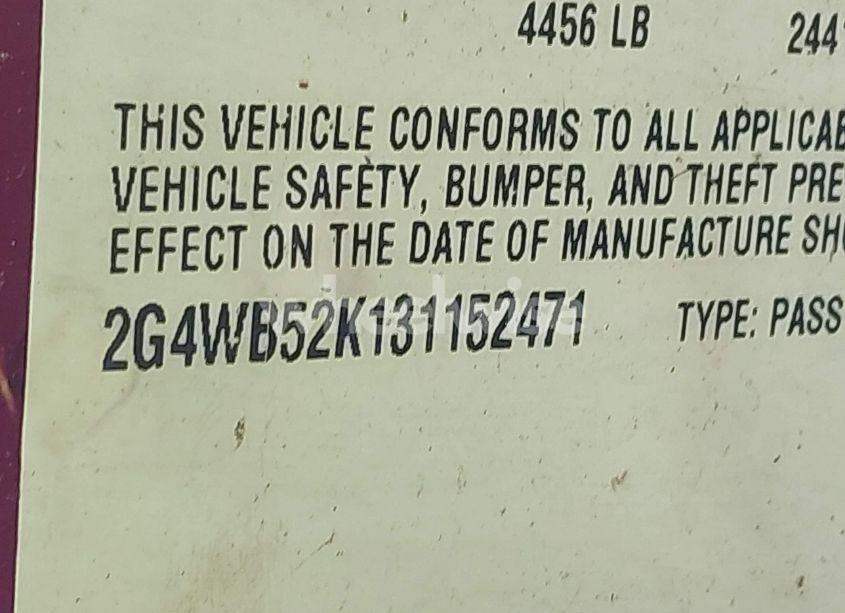 4456 LB 244
THIS VEHICLE CONFORMS TO ALL APPLICAB
VEHICLE SAFETY, BUMPER, AND THEFT PRE
EFFECT ON THE DATE OF MANUFACTURE SH
2G4WB52K131152471 TYPE: PASS